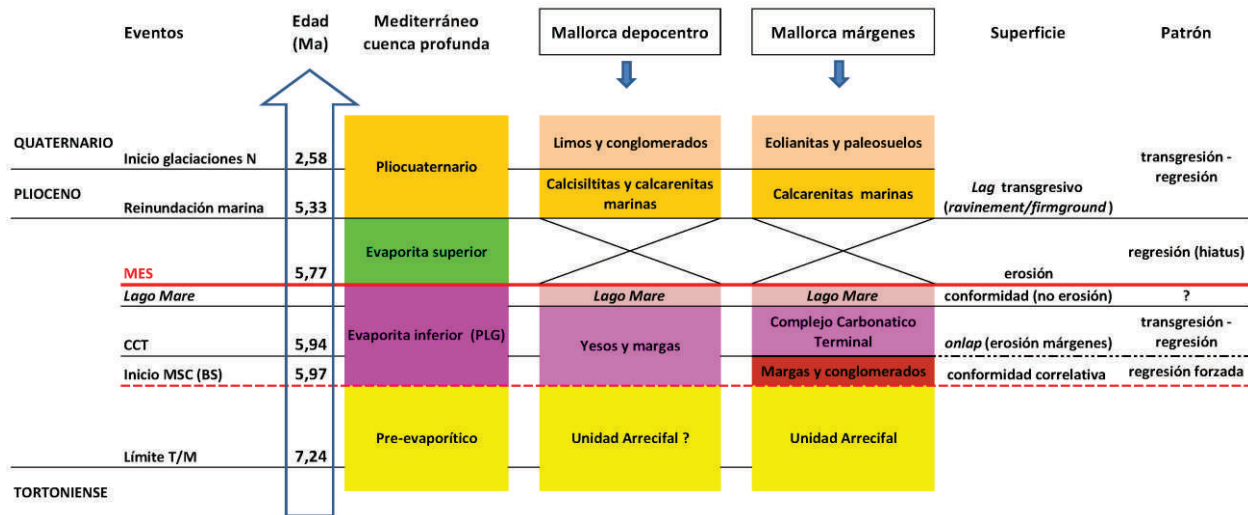 Eventos
Edad
(Ma)
Mediterráneo
cuenca profunda
Mallorca depocentro
Mallorca márgenes
Superficie
Patrón
QUATERNARIO
Inicio glaciaciones N
2,58
Pliocuaternario
Limos y conglomerados
Eolianitas y paleosuelos
transgresión -
regresión
PLIOCENO
Reinundación marina
5,33
Calcisiltitas y calcarenitas
marinas
Calcarenitas marinas
Lag transgresivo
(ravinement/firmground)
MES
5,77
Evaporita superior
erosión
regresión (hiatus)
Lago Mare
Lago Mare
Lago Mare
conformidad (no erosión)
?
CCT
5,94
Evaporita inferior (PLG)
Yesos y margas
Complejo Carbonatico
Terminal
onlap (erosión márgenes)
transgresión -
regresión
Inicio MSC (BS)
5,97
Margas y conglomerados
conformidad correlativa
regresión forzada
Pre-evaporítico
Unidad Arrecifal ?
Unidad Arrecifal
Límite T/M
7,24
TORTONIENSE